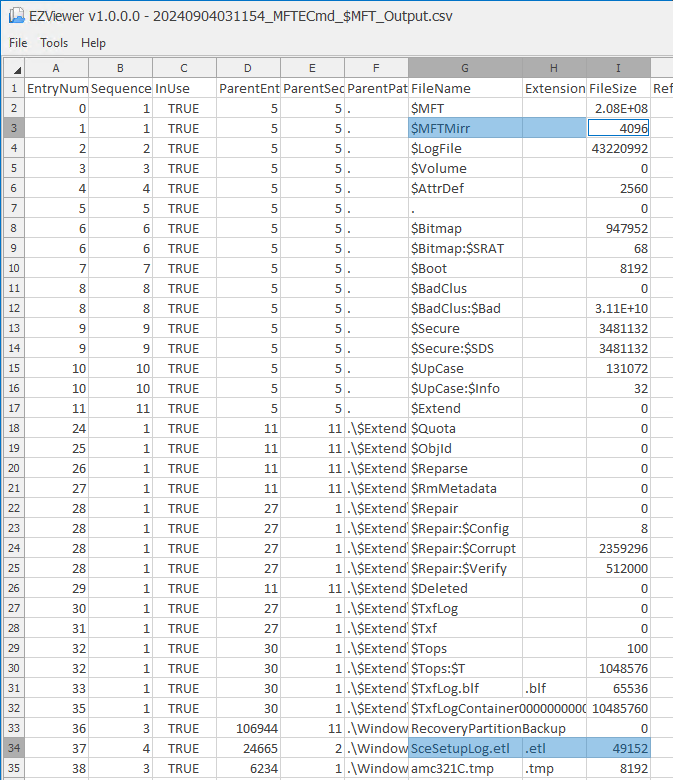 EZViewer v1.0.0.0 - 20240904031154_MFTECmd_$MFT_Output.csv
File Tools Help
A B C D E F G H I
1 EntryNum Sequence InUse ParentEnt ParentSec ParentPat FileName Extension FileSize Ref
2 0 1 TRUE 5 5 . $MFT 2.08E+08
3 1 1 TRUE 5 5 . $MFTMirr 4096
4 2 2 TRUE 5 5 . $LogFile 43220992
5 3 3 TRUE 5 5 . $Volume 0
6 4 4 TRUE 5 5 . $AttrDef 2560
7 5 5 TRUE 5 5 . . 0
8 6 6 TRUE 5 5 . $Bitmap 947952
9 6 6 TRUE 5 5 . $Bitmap:$SRAT 68
10 7 7 TRUE 5 5 . $Boot 8192
11 8 8 TRUE 5 5 . $BadClus 0
12 8 8 TRUE 5 5 . $BadClus:$Bad 3.11E+10
13 9 9 TRUE 5 5 . $Secure 3481132
14 9 9 TRUE 5 5 . $Secure:$SDS 3481132
15 10 10 TRUE 5 5 . $UpCase 131072
16 10 10 TRUE 5 5 . $UpCase:$Info 32
17 11 11 TRUE 5 5 . $Extend 0
18 24 1 TRUE 11 11 .\$Extend $Quota 0
19 25 1 TRUE 11 11 .\$Extend $ObjId 0
20 26 1 TRUE 11 11 .\$Extend $Reparse 0
21 27 1 TRUE 11 11 .\$Extend $RmMetadata 0
22 28 1 TRUE 27 1 .\$Extend\ $Repair 0
23 28 1 TRUE 27 1 .\$Extend\ $Repair:$Config 8
24 28 1 TRUE 27 1 .\$Extend\ $Repair:$Corrupt 2359296
25 28 1 TRUE 27 1 .\$Extend\ $Repair:$Verify 512000
26 29 1 TRUE 11 11 .\$Extend $Deleted 0
27 30 1 TRUE 27 1 .\$Extend\ $TxfLog 0
28 31 1 TRUE 27 1 .\$Extend\ $Txf 0
29 32 1 TRUE 30 1 .\$Extend\ $Tops 100
30 32 1 TRUE 30 1 .\$Extend\ $Tops:$T 1048576
31 33 1 TRUE 30 1 .\$Extend\ $TxfLog.blf .blf 65536
32 35 1 TRUE 30 1 .\$Extend\ $TxfLogContainer0000000000 10485760
33 36 3 TRUE 106944 11 .\Window RecoveryPartitionBackup 0
34 37 4 TRUE 24665 2 .\Window SceSetupLog.etl .etl 49152
35 38 3 TRUE 6234 1 .\Window amc321C.tmp .tmp 8192